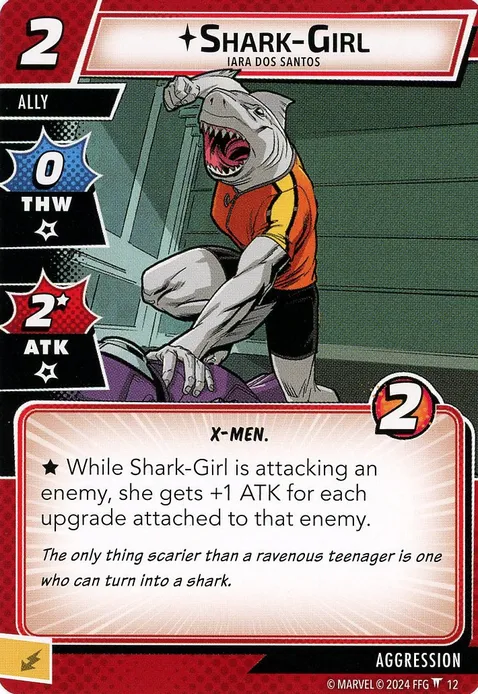 2
SHARK-GIRL
IARA DOS SANTOS
ALLY
0
THW
2★
ATK
2
X-MEN.
★ While Shark-Girl is attacking an
enemy, she gets +1 ATK for each
upgrade attached to that enemy.
The only thing scarier than a ravenous teenager is one
who can turn into a shark.
AGGRESSION
© MARVEL © 2024 FFG 12